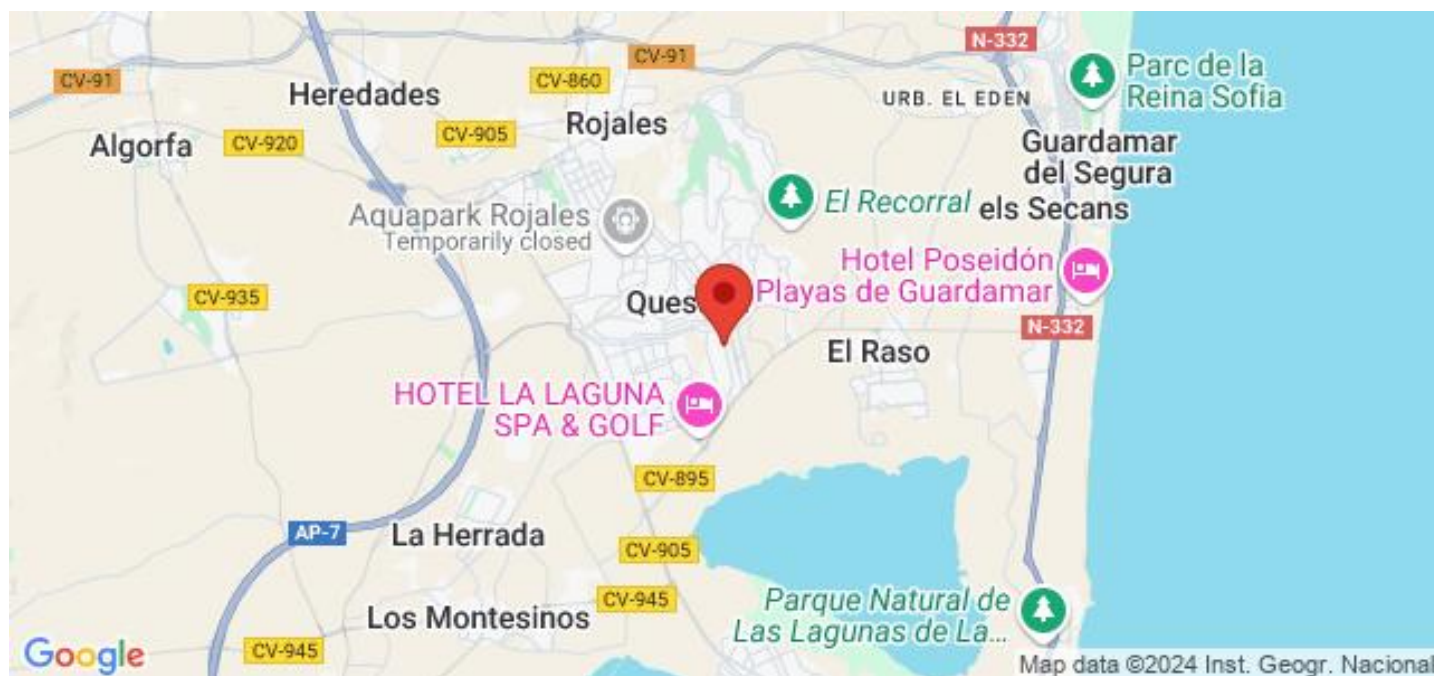 N-332
CV-91
CV-91
CV-860
Parc de la
Reina Sofia
Heredades
URB. EL EDEN
Rojales
CV-905
Algorfa
CV-920
Guardamar
del Segura
El Recorral
els Secans
Aquapark Rojales
Temporarily closed
Hotel Poseidón
Playas de Guardamar
CV-935
N-332
El Raso
HOTEL LA LAGUNA
SPA & GOLF
CV-895
AP-7
La Herrada
CV-905
CV-945
Los Montesinos
Parque Natural de
Las Lagunas de La...
CV-945
Google
Map data ©2024 Inst. Geogr. Nacional